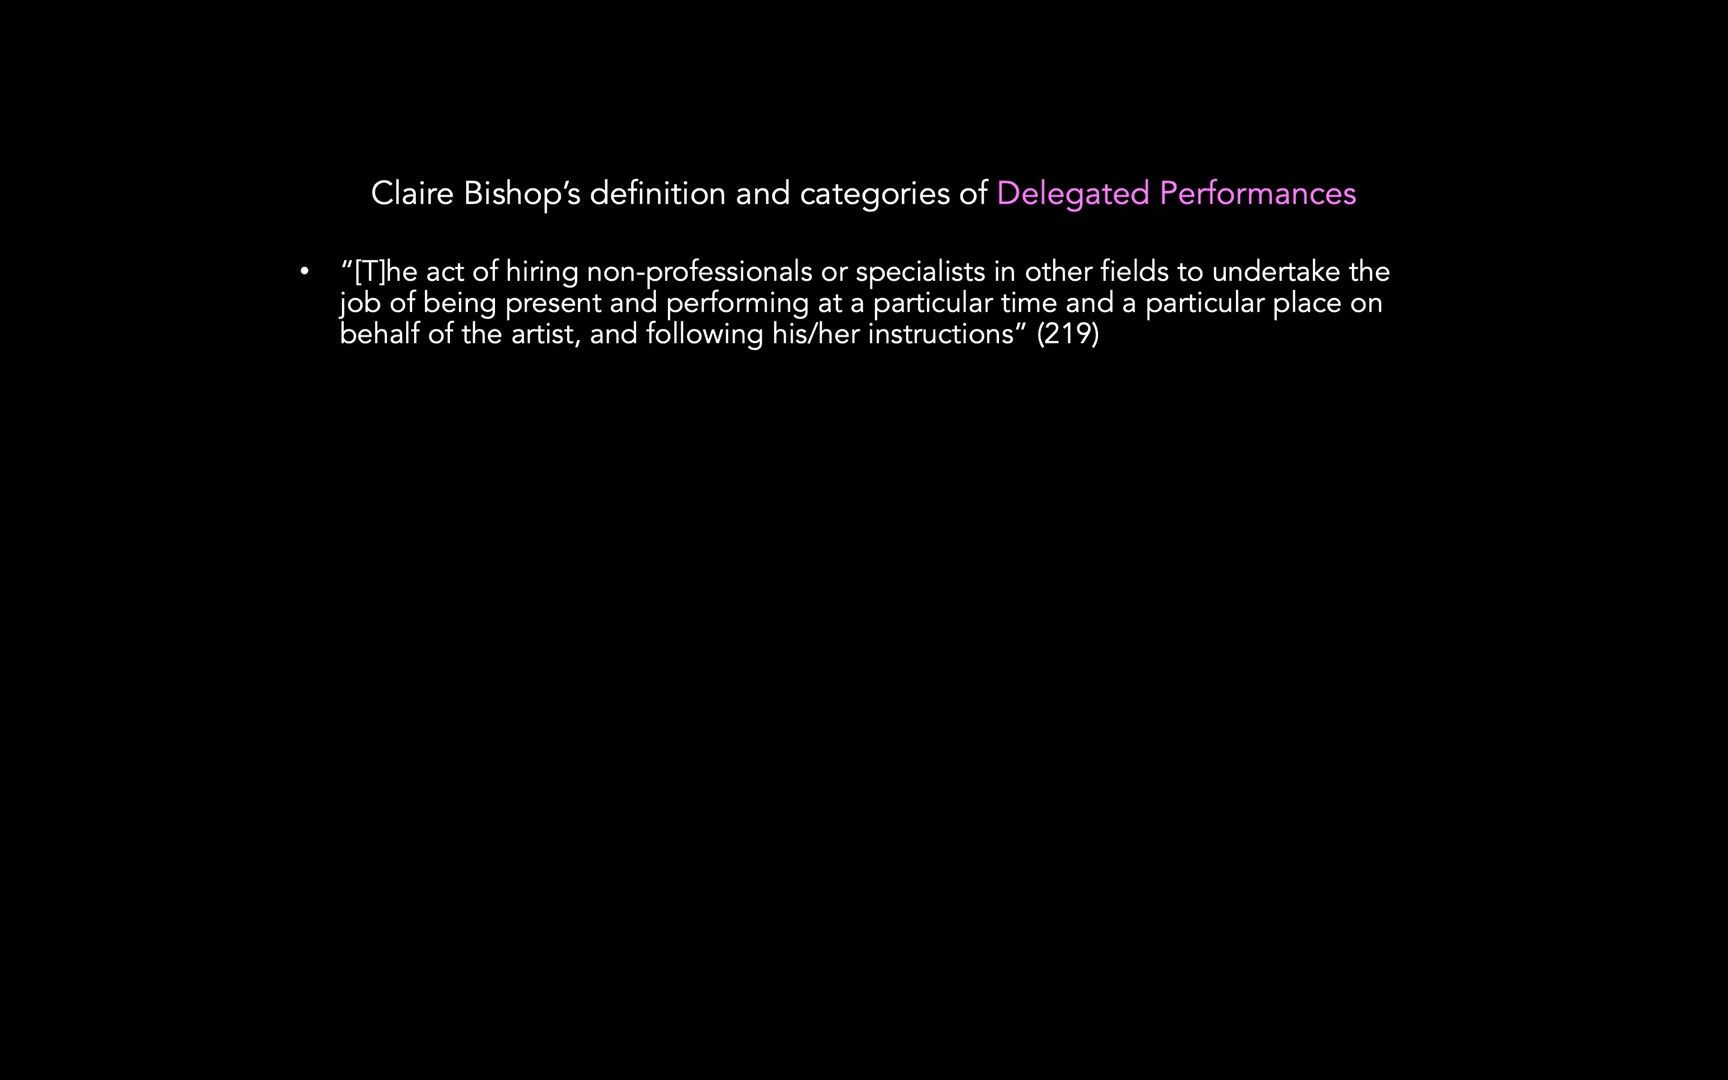 Claire Bishop’s definition and categories of Delegated Performances
• “[T]he act of hiring non-professionals or specialists in other fields to undertake the
job of being present and performing at a particular time and a particular place on
behalf of the artist, and following his/her instructions” (219)